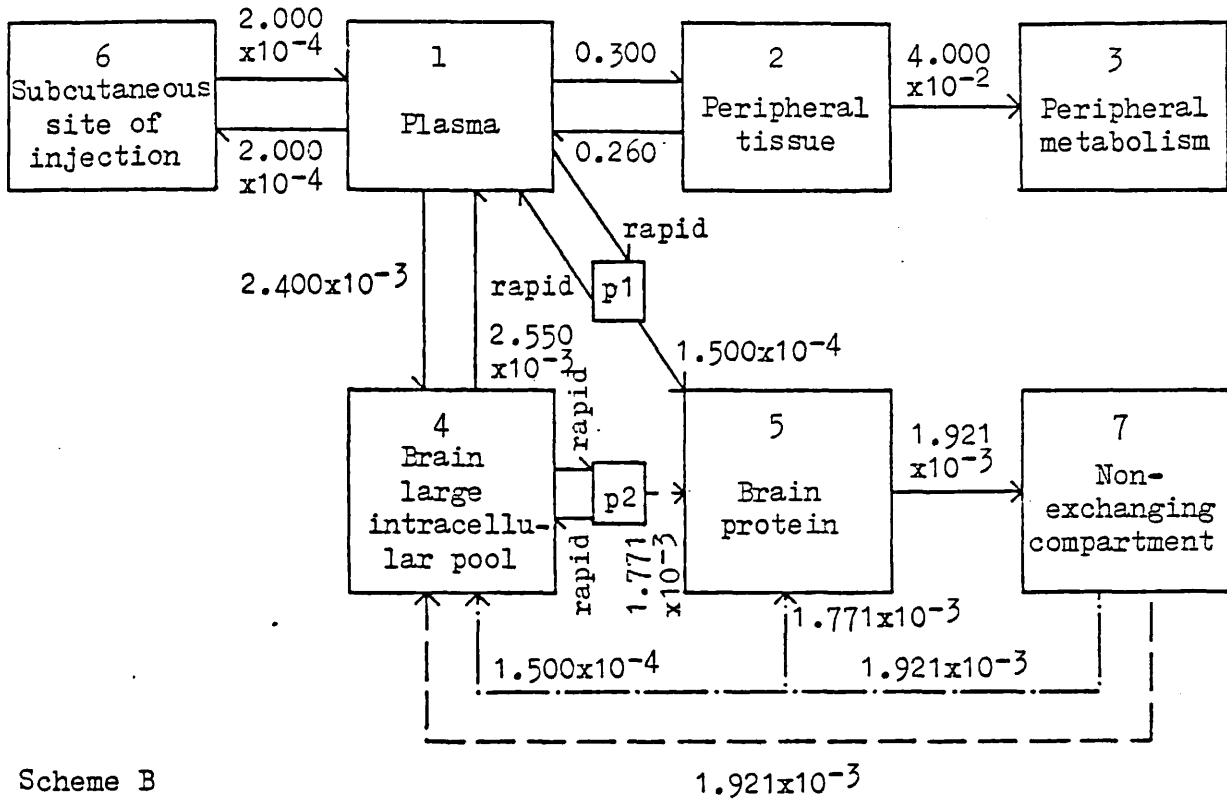 6
Subcutaneous
site of
injection
2.000
x10-4
2.000
x10-4
1
Plasma
0.300
0.260
2
Peripheral
tissue
4.000
x10-2
3
Peripheral
metabolism
2.400x10-3
2.550
x10-3
rapid
rapid
p1
1.500x10-4
4
Brain
large
intracellu-
lar pool
rapid
rapid
p2
1.771
x10-3
5
Brain
protein
1.921
x10-3
7
Non-
exchanging
compartment
1.771x10-3
1.500x10-4
1.921x10-3
1.921x10-3
Scheme B